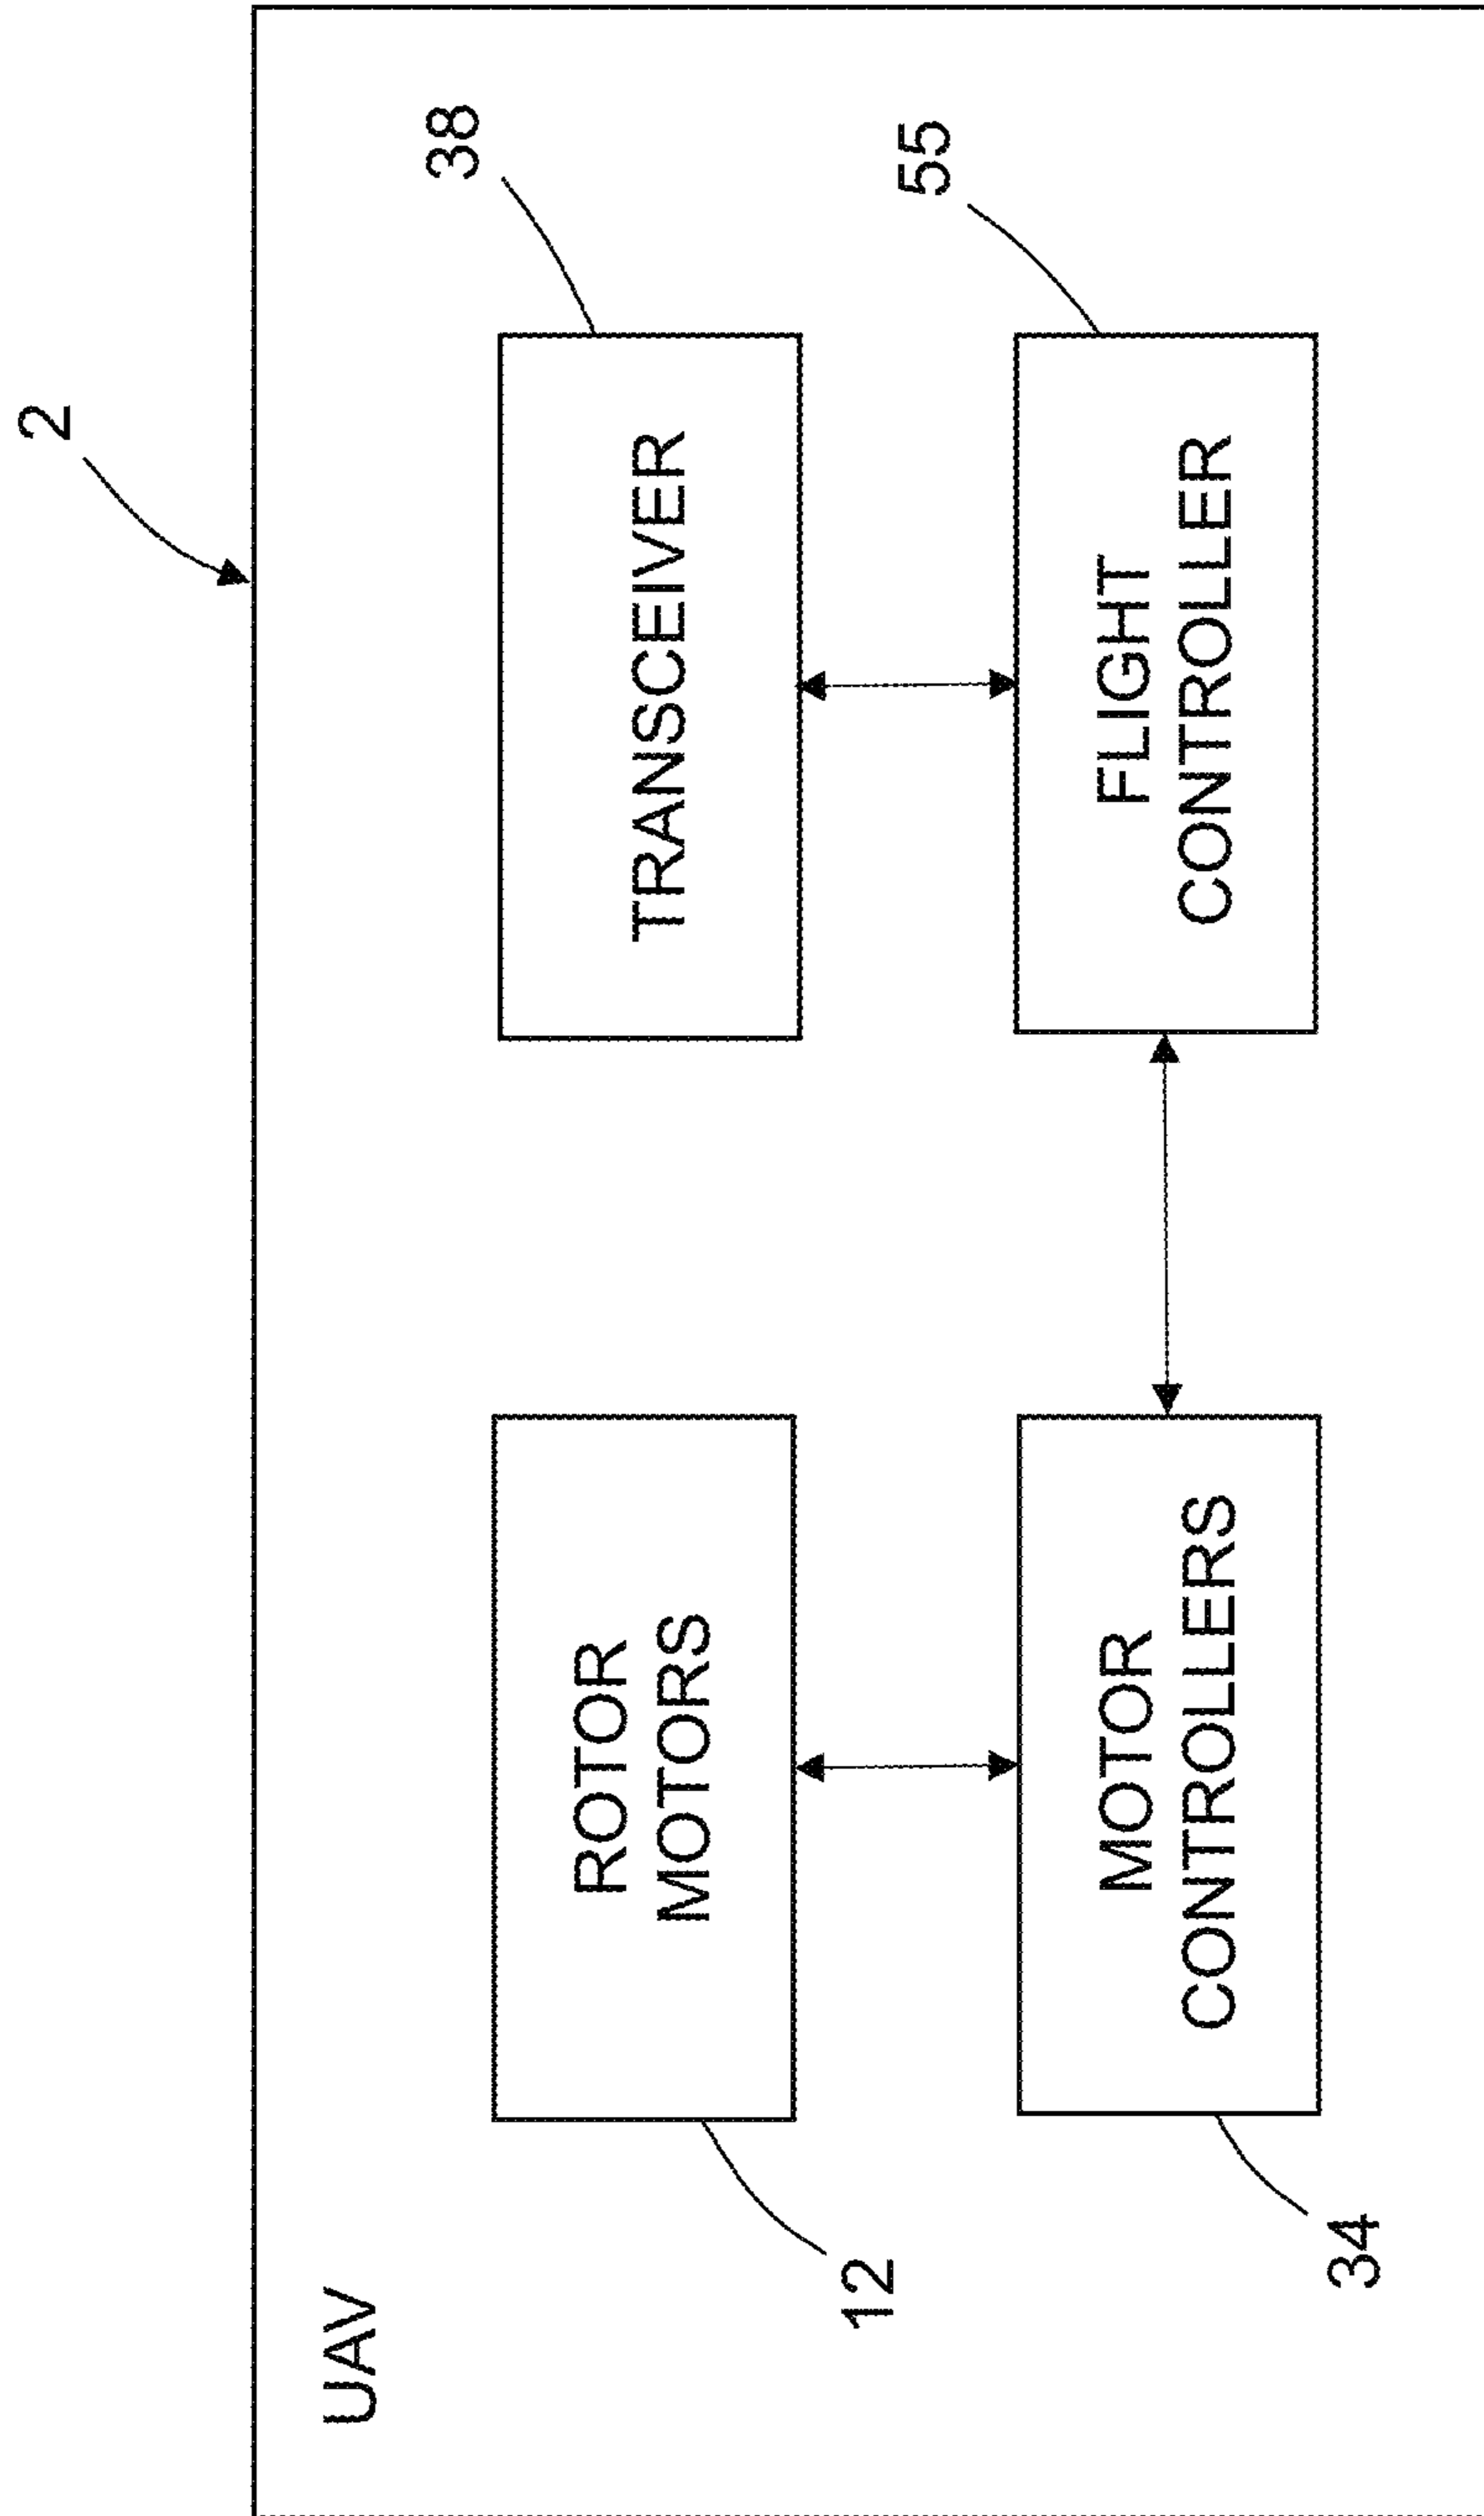 2
UAV
38
ROTOR
MOTORS
TRANSCEIVER
12
55
MOTOR
CONTROLLERS
FLIGHT
CONTROLLER
34